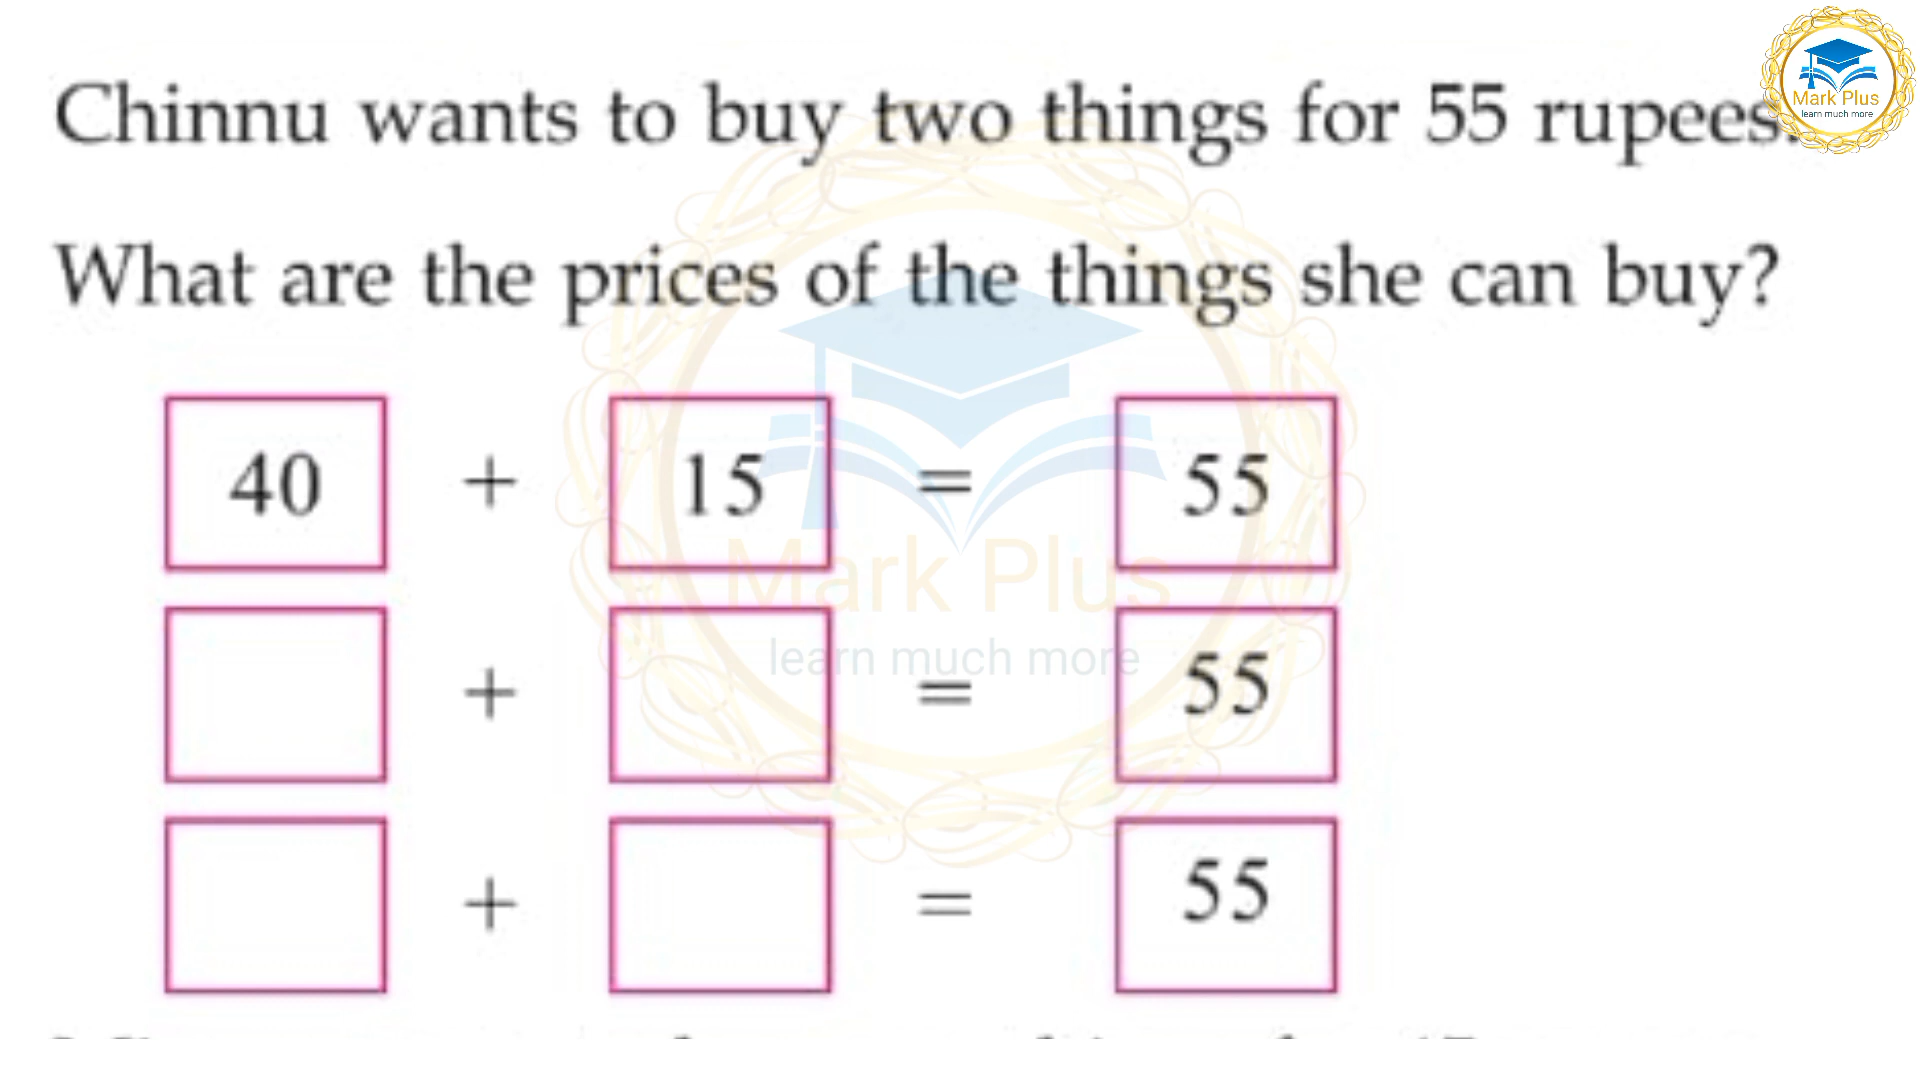 Chinnu wants to buy two things for 55 rupees.
What are the prices of the things she can buy?
40 + 15 = 55
+ = 55
+ = 55
Mark Plus
learn much more
Mark Plus
learn much more